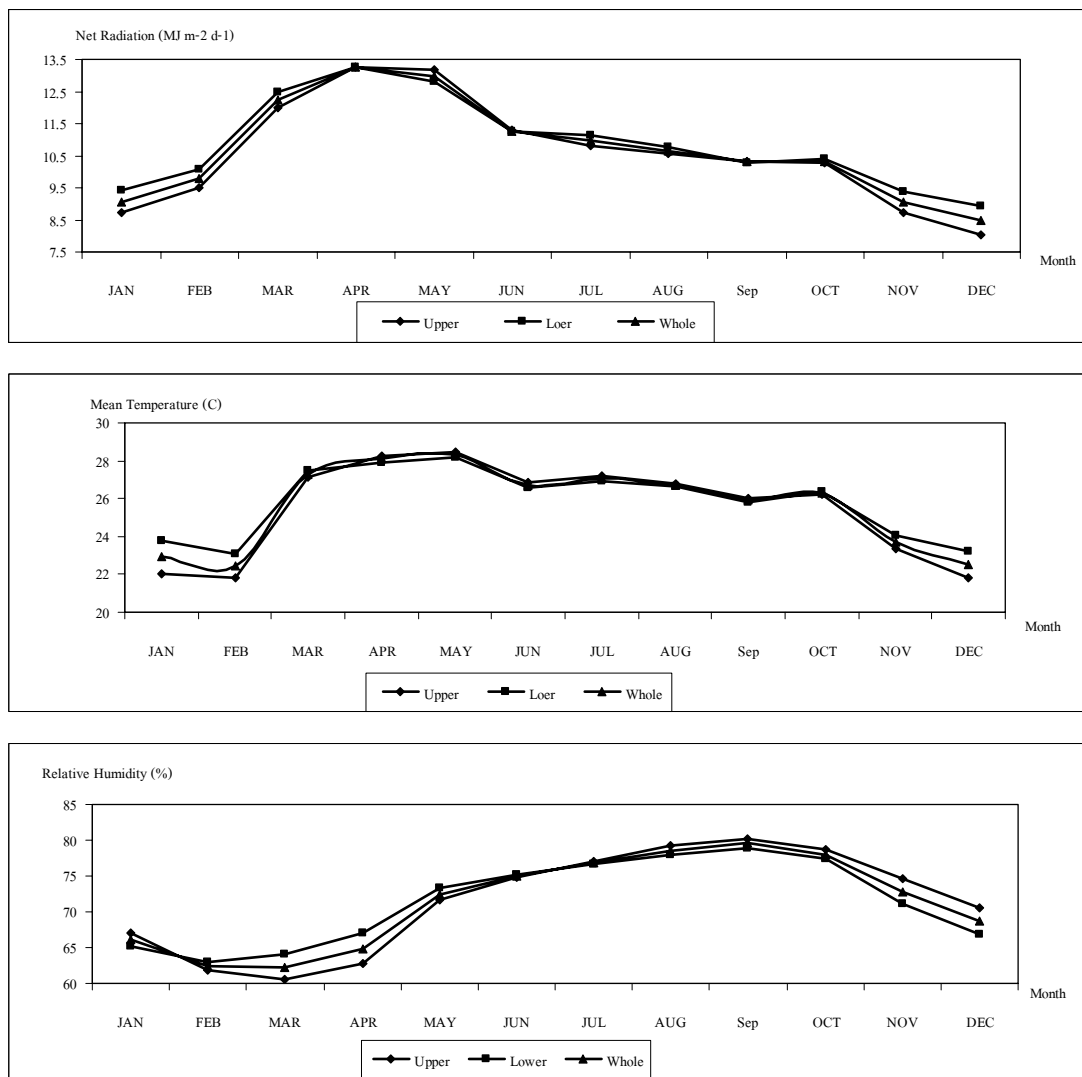 Net Radiation (MJ m-2 d-1)
13.5
12.5
11.5
10.5
9.5
8.5
7.5
Month
JAN FEB MAR APR MAY JUN JUL AUG Sep OCT NOV DEC
Upper Loer Whole
Mean Temperature (C)
30
28
26
24
22
20
Month
JAN FEB MAR APR MAY JUN JUL AUG Sep OCT NOV DEC
Upper Loer Whole
Relative Humidity (%)
85
80
75
70
65
60
Month
JAN FEB MAR APR MAY JUN JUL AUG Sep OCT NOV DEC
Upper Lower Whole